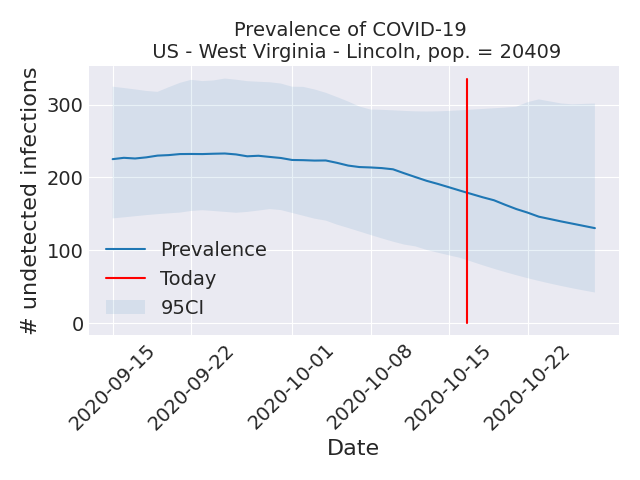 Prevalence of COVID-19
US - West Virginia - Lincoln, pop. = 20409
# undetected infections
300
200
100
0
Prevalence
Today
95CI
2020-09-15
2020-09-22
2020-10-01
2020-10-08
2020-10-15
2020-10-22
Date